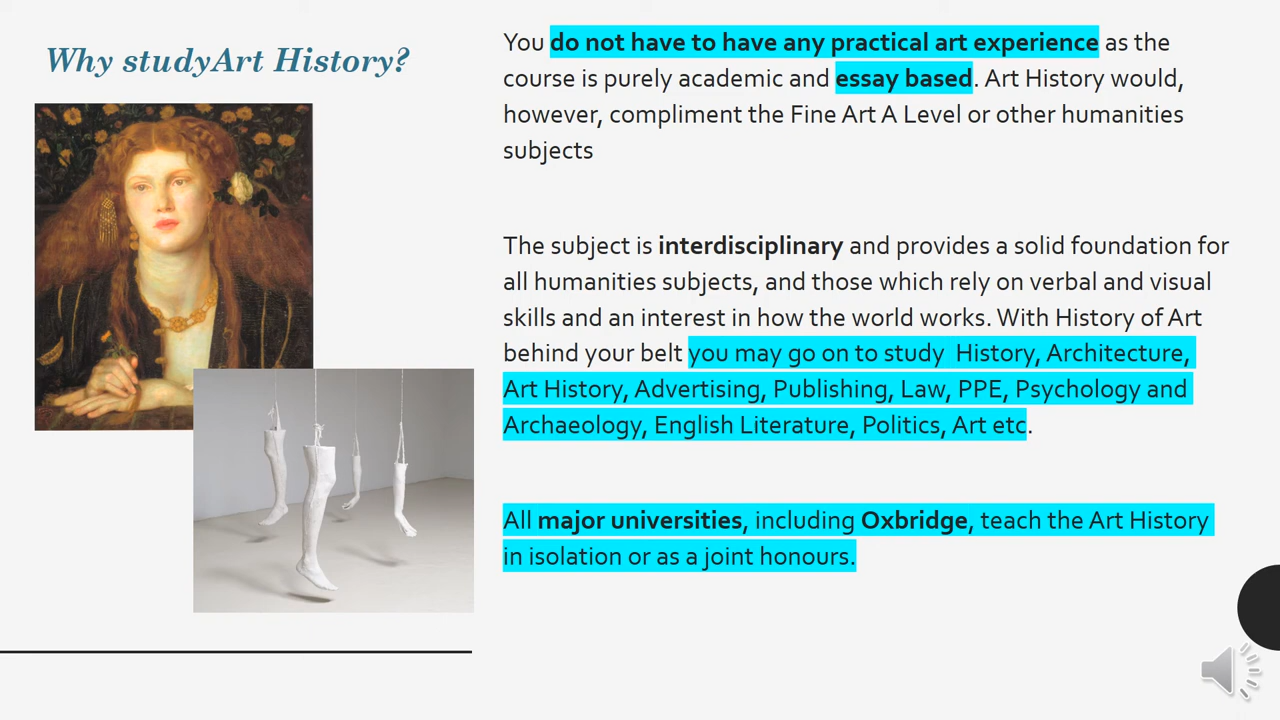 Why studyArt History?
You do not have to have any practical art experience as the
course is purely academic and essay based. Art History would,
however, compliment the Fine Art A Level or other humanities
subjects
The subject is interdisciplinary and provides a solid foundation for
all humanities subjects, and those which rely on verbal and visual
skills and an interest in how the world works. With History of Art
behind your belt you may go on to study  History, Architecture,
Art History, Advertising, Publishing, Law, PPE, Psychology and
Archaeology, English Literature, Politics, Art etc.
All major universities, including Oxbridge, teach the Art History
in isolation or as a joint honours.